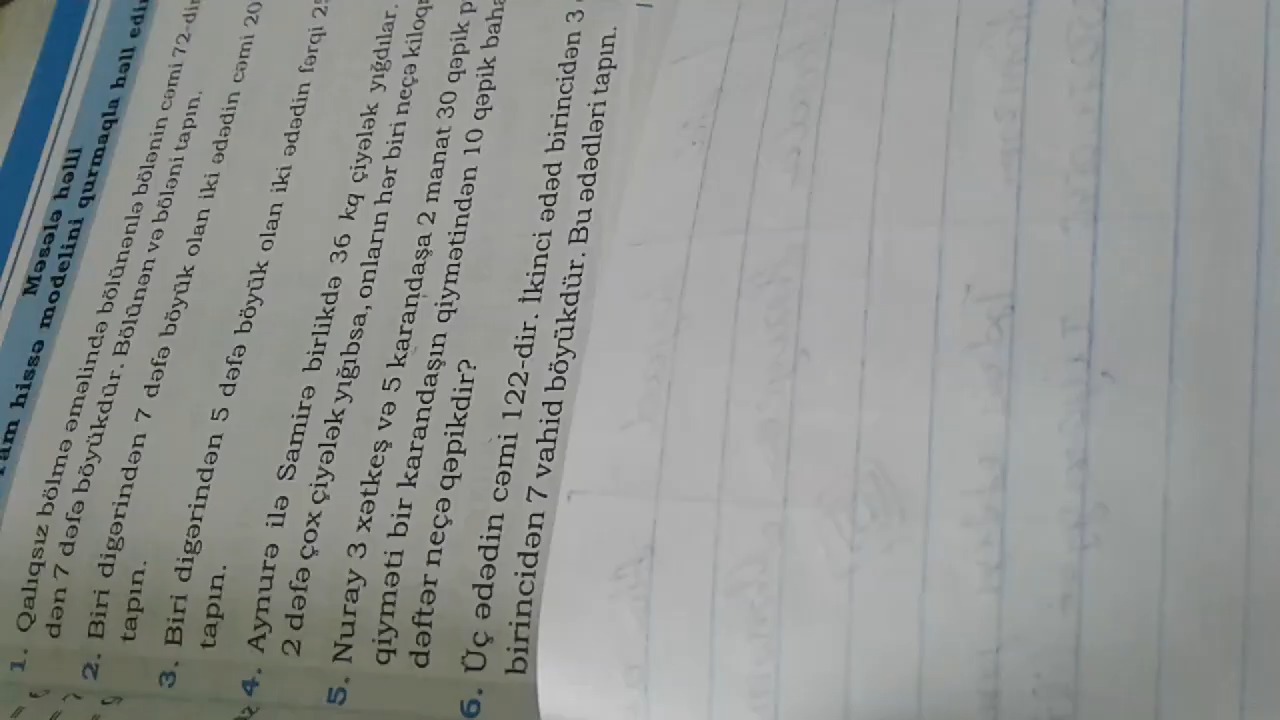 Tam hissə Məsələ həlli
modelini qurmaqla həll
1. Qalıqsız bölmə əməlində bölünənlə bölənin cəmi 72-dir
dən 7 dəfə böyükdür. Bölünən və böləni tapın.
2. Biri digərindən 7 dəfə böyük olan iki ədədin cəmi 20
tapın.
3. Biri digərindən 5 dəfə böyük olan iki ədədin fərqi
tapın.
4. Aynurə ilə Samirə birlikdə 36 kq çiyələk yığdılar.
2 dəfə çox çiyələk yığıbsa, onların hər biri neçə
5. Nuray 3 xətkeş və 5 karandaşa 2 manat 30 qəpik
qiyməti bir karandaşın qiymətindən 10 qəpik
dəftər neçə qəpikdir?
6. Üç ədədin cəmi 122-dir. İkinci ədəd birincidən 3
birincidən 7 vahid böyükdür. Bu ədədləri tapın.